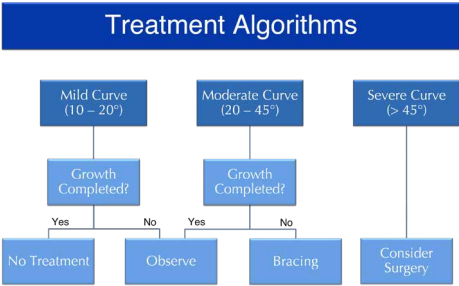 Treatment Algorithms
Mild Curve
(10 – 20°)
Moderate Curve
(20 – 45°)
Severe Curve
(> 45°)
Growth
Completed?
Growth
Completed?
Yes
No
Yes
No
No Treatment
Observe
Bracing
Consider
Surgery